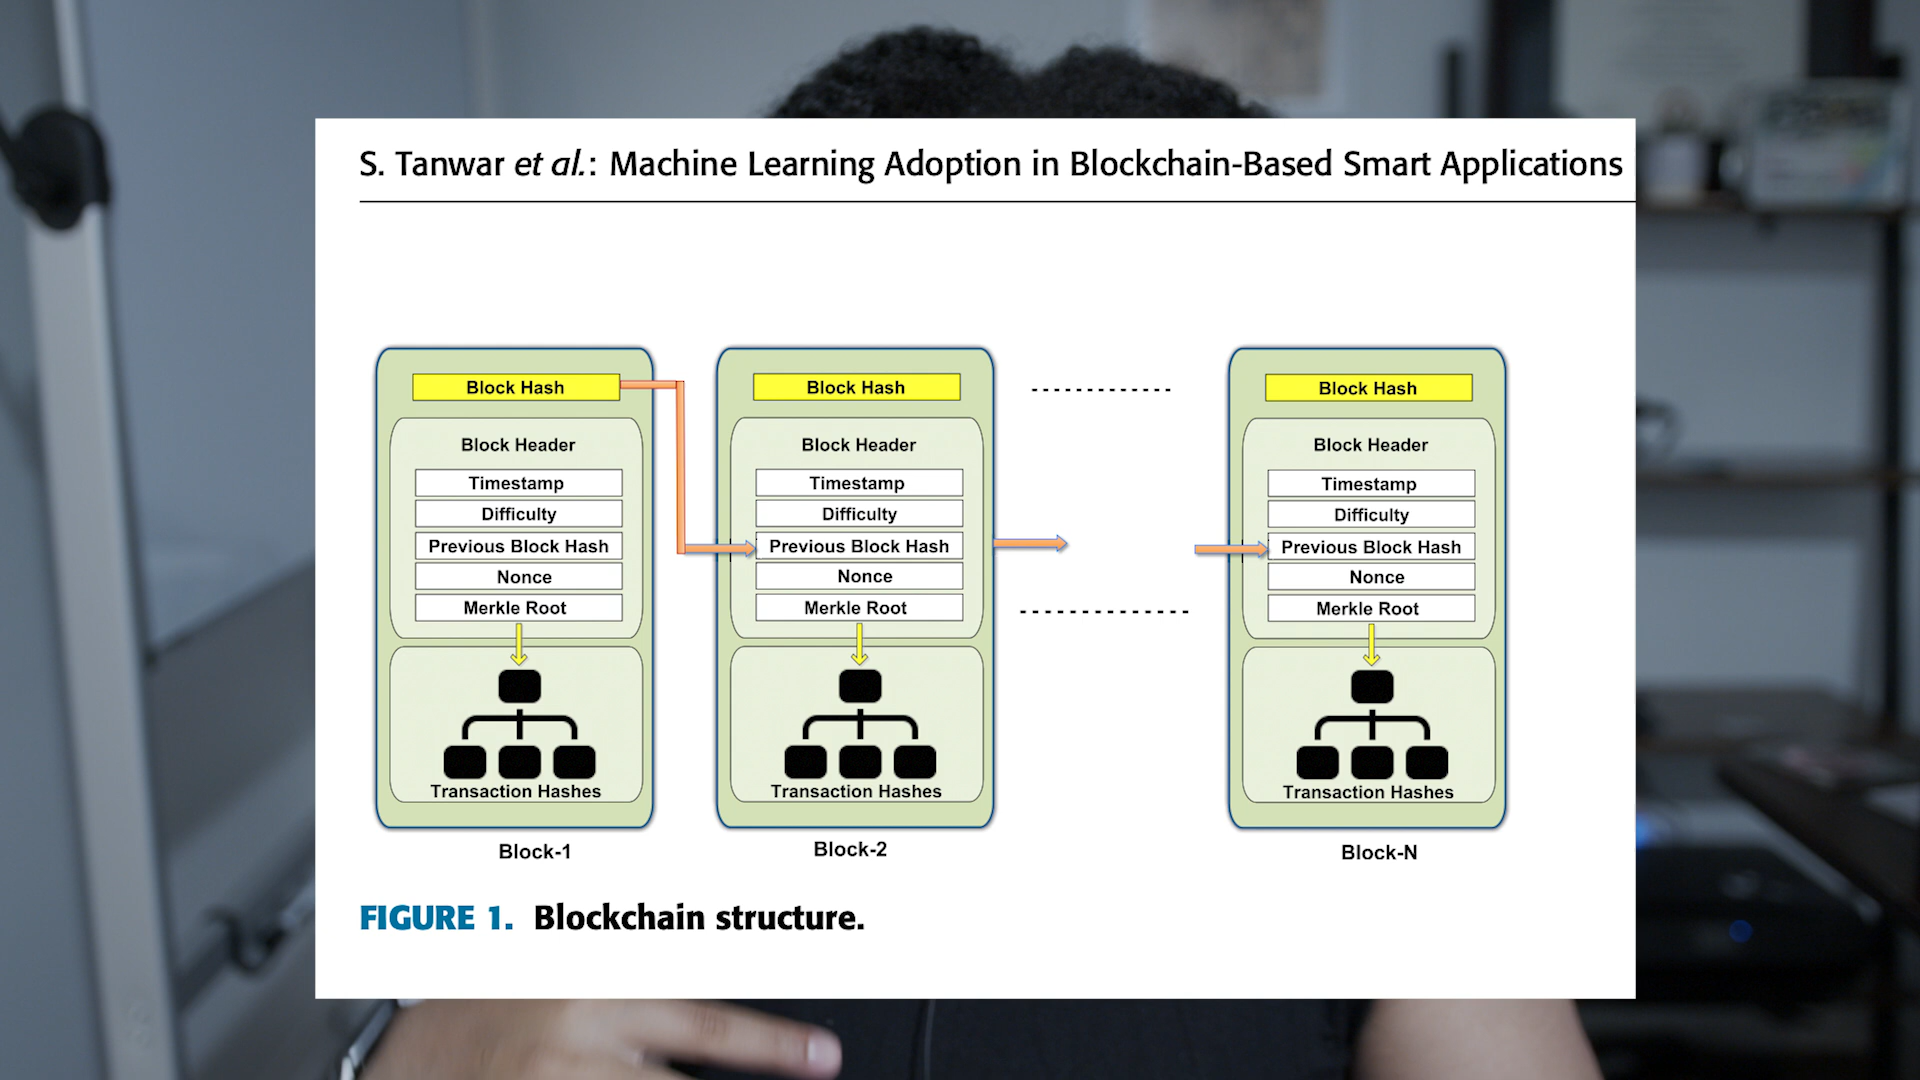 S. Tanwar et al.: Machine Learning Adoption in Blockchain-Based Smart Applications
Block Hash
Block Header
Timestamp
Difficulty
Previous Block Hash
Nonce
Merkle Root
Transaction Hashes
Block-1
Block Hash
Block Header
Timestamp
Difficulty
Previous Block Hash
Nonce
Merkle Root
Transaction Hashes
Block-2
Block Hash
Block Header
Timestamp
Difficulty
Previous Block Hash
Nonce
Merkle Root
Transaction Hashes
Block-N
FIGURE 1. Blockchain structure.